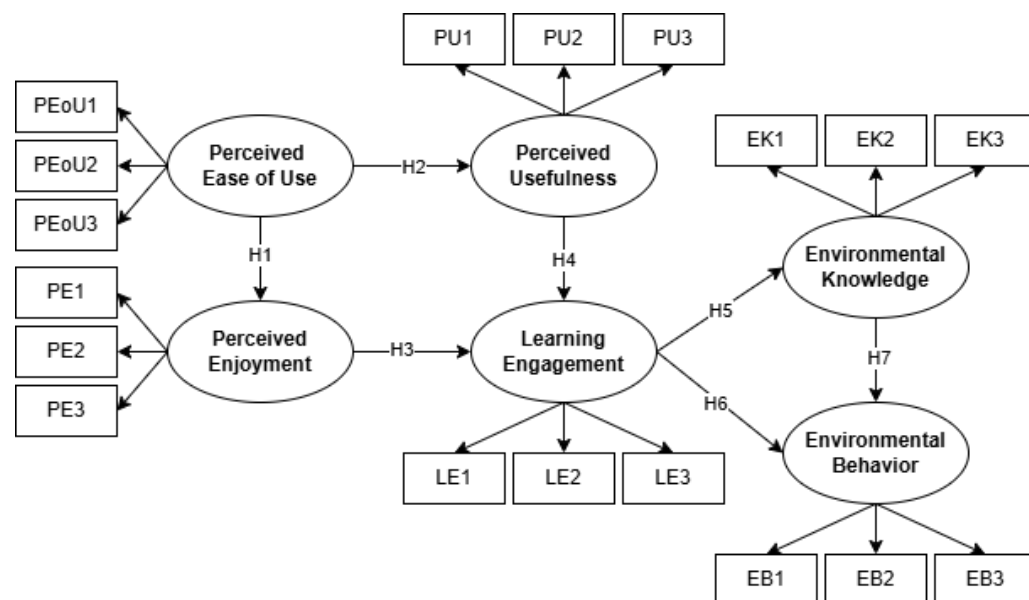 PU1
PU2
PU3
PEoU1
PEoU2
PEoU3
Perceived
Ease of Use
H2
Perceived
Usefulness
EK1
EK2
EK3
H1
H4
Environmental
Knowledge
PE1
PE2
PE3
Perceived
Enjoyment
H3
Learning
Engagement
H5
H6
H7
Environmental
Behavior
LE1
LE2
LE3
EB1
EB2
EB3